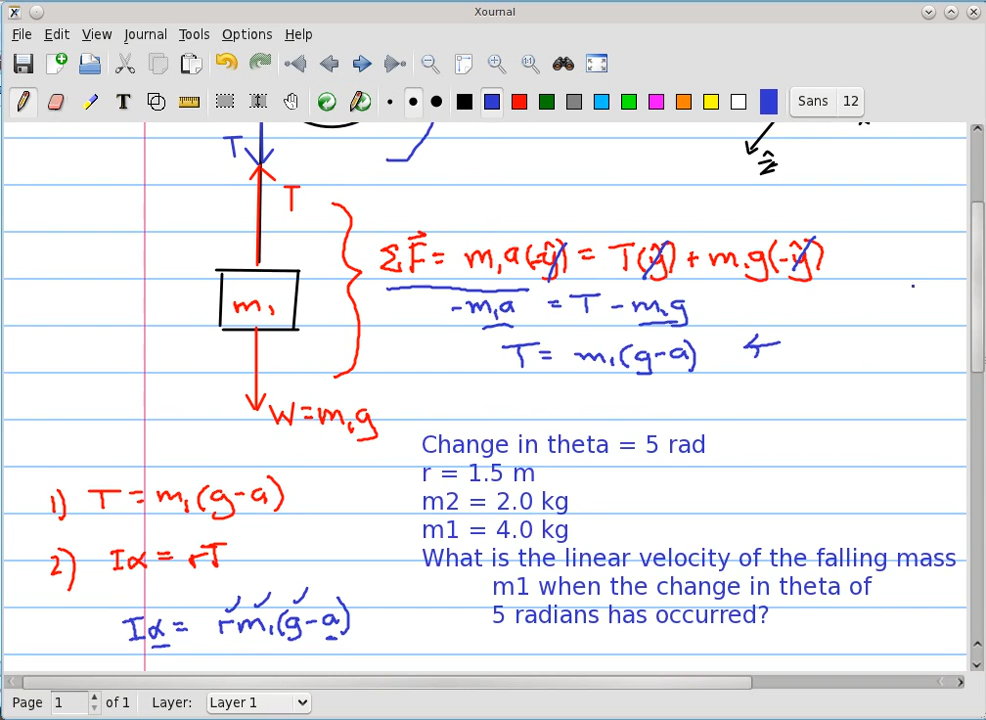 Xournal
File Edit View Journal Tools Options Help
Sans 12
T
ẑ
T
ΣF⃗ = m₁a(-ŷ) = T(ŷ) + m₁g(-ŷ)
m₁
-m₁a = T - m₁g
T = m₁(g-a)
W=m₁g
Change in theta = 5 rad
r = 1.5 m
m2 = 2.0 kg
m1 = 4.0 kg
What is the linear velocity of the falling mass
m1 when the change in theta of
5 radians has occurred?
1) T = m₁(g-a)
2) Iα = rT
Iα = rm₁(g-a)
Page 1 of 1 Layer: Layer 1